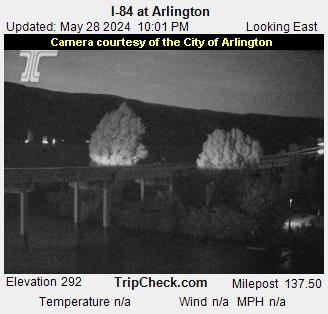 I-84 at Arlington
Updated: May 28 2024 10:01 PM Looking East
Camera courtesy of the City of Arlington
Elevation 292 TripCheck.com Milepost 137.50
Temperature n/a Wind n/a MPH n/a